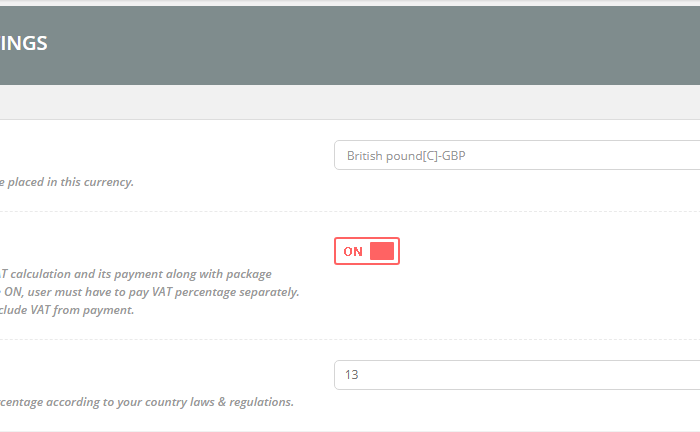 INGS
British pound[C]-GBP
e placed in this currency.
ON
AT calculation and its payment along with package
ON, user must have to pay VAT percentage separately.
clude VAT from payment.
13
centage according to your country laws & regulations.